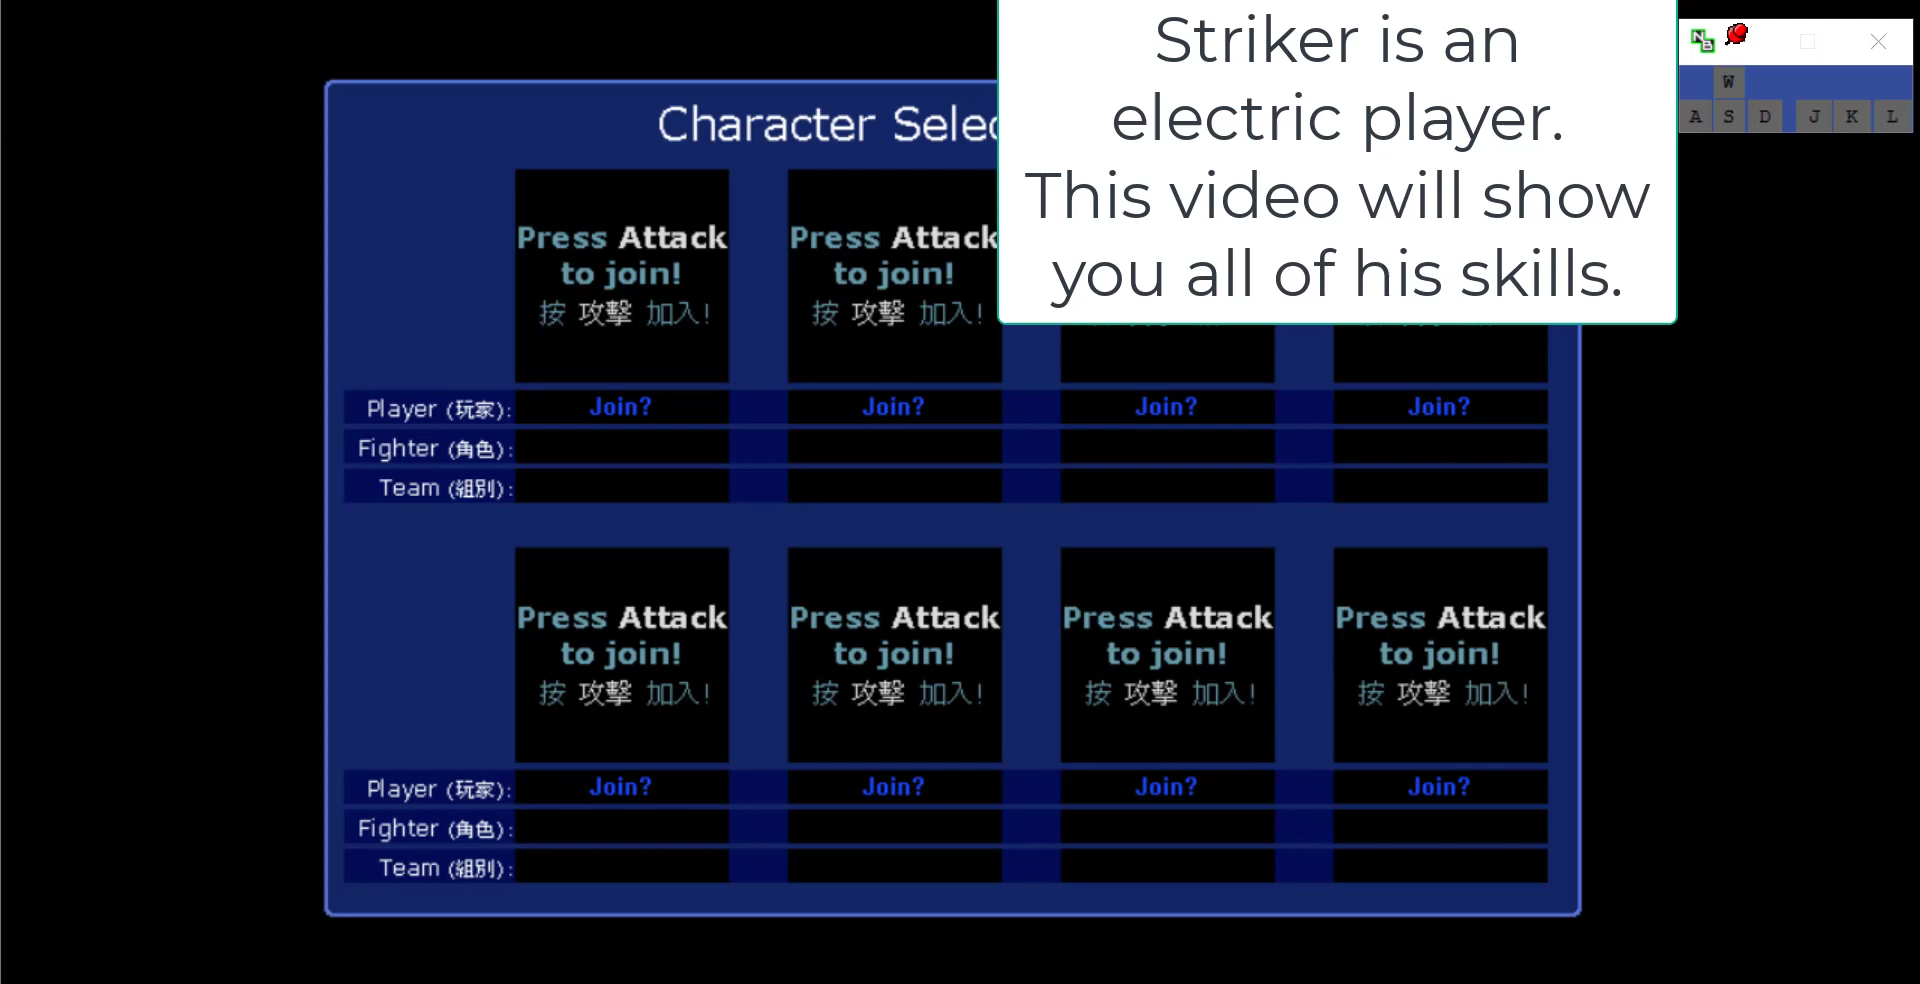 Striker is an
electric player.
This video will show
you all of his skills.
W
A S D J K L
Character Selec
Press Attack
to join!
按 攻擊 加入!
Press Attack
to join!
按 攻擊 加入!
Player (玩家): Join? Join? Join? Join?
Fighter (角色):
Team (組別):
Press Attack
to join!
按 攻擊 加入!
Press Attack
to join!
按 攻擊 加入!
Press Attack
to join!
按 攻擊 加入!
Press Attack
to join!
按 攻擊 加入!
Player (玩家): Join? Join? Join? Join?
Fighter (角色):
Team (組別):